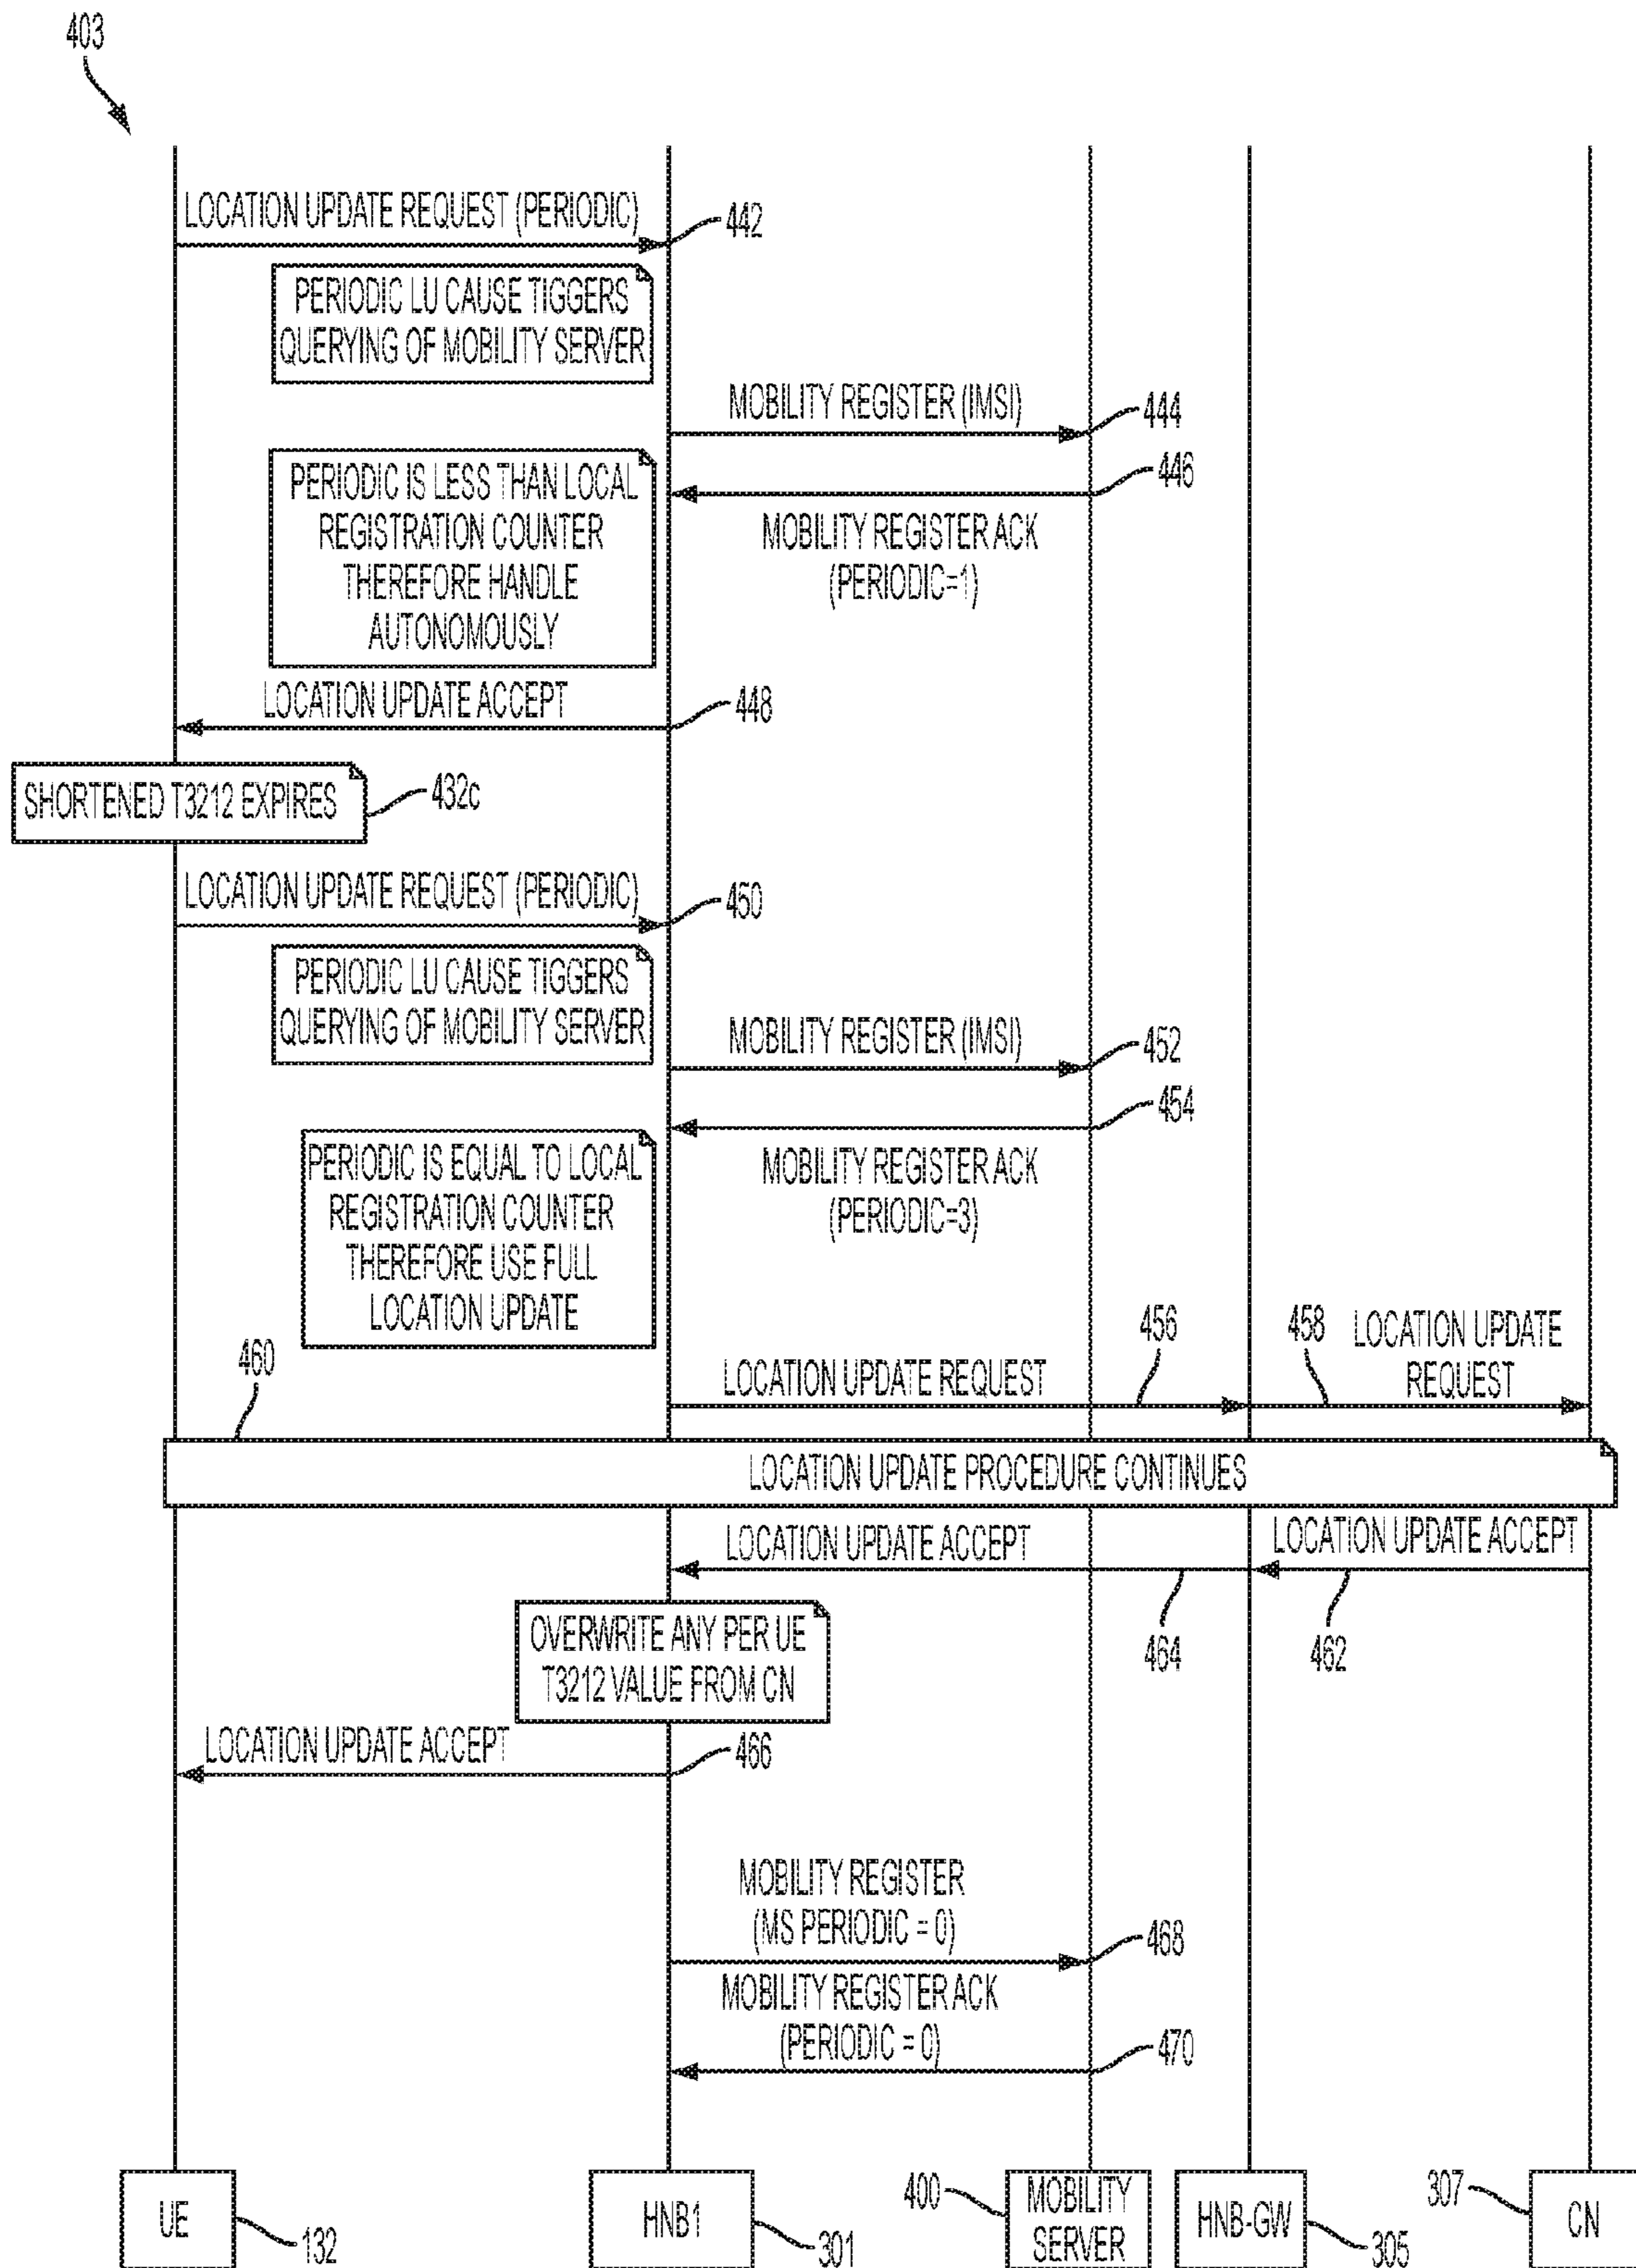 403
LOCATION UPDATE REQUEST (PERIODIC)
442
PERIODIC LU CAUSE TIGGERS
QUERYING OF MOBILITY SERVER
MOBILITY REGISTER (IMSI)
444
446
PERIODIC IS LESS THAN LOCAL
REGISTRATION COUNTER
THEREFORE HANDLE
AUTONOMOUSLY
MOBILITY REGISTER ACK
(PERIODIC=1)
LOCATION UPDATE ACCEPT
448
SHORTENED T3212 EXPIRES
432c
LOCATION UPDATE REQUEST (PERIODIC)
450
PERIODIC LU CAUSE TIGGERS
QUERYING OF MOBILITY SERVER
MOBILITY REGISTER (IMSI)
452
454
PERIODIC IS EQUAL TO LOCAL
REGISTRATION COUNTER
THEREFORE USE FULL
LOCATION UPDATE
MOBILITY REGISTER ACK
(PERIODIC=3)
460
LOCATION UPDATE REQUEST
456
458
LOCATION UPDATE
REQUEST
LOCATION UPDATE PROCEDURE CONTINUES
LOCATION UPDATE ACCEPT
LOCATION UPDATE ACCEPT
464
462
OVERWRITE ANY PER UE
T3212 VALUE FROM CN
LOCATION UPDATE ACCEPT
466
MOBILITY REGISTER
(MS PERIODIC = 0)
468
MOBILITY REGISTER ACK
(PERIODIC = 0)
470
UE
132
HNB1
301
400
MOBILITY
SERVER
HNB-GW
305
307
CN